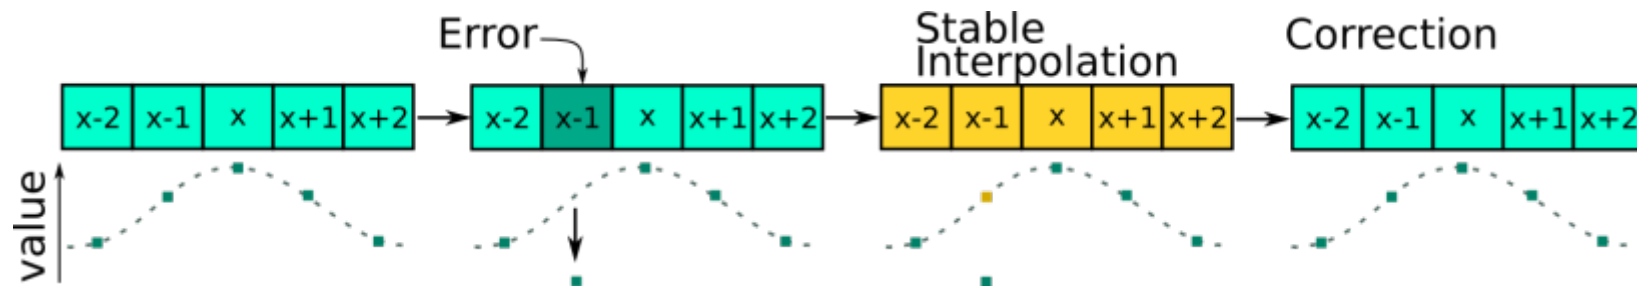 Error
Stable
Interpolation
Correction
x-2 x-1 x x+1 x+2
x-2 x-1 x x+1 x+2
x-2 x-1 x x+1 x+2
x-2 x-1 x x+1 x+2
value